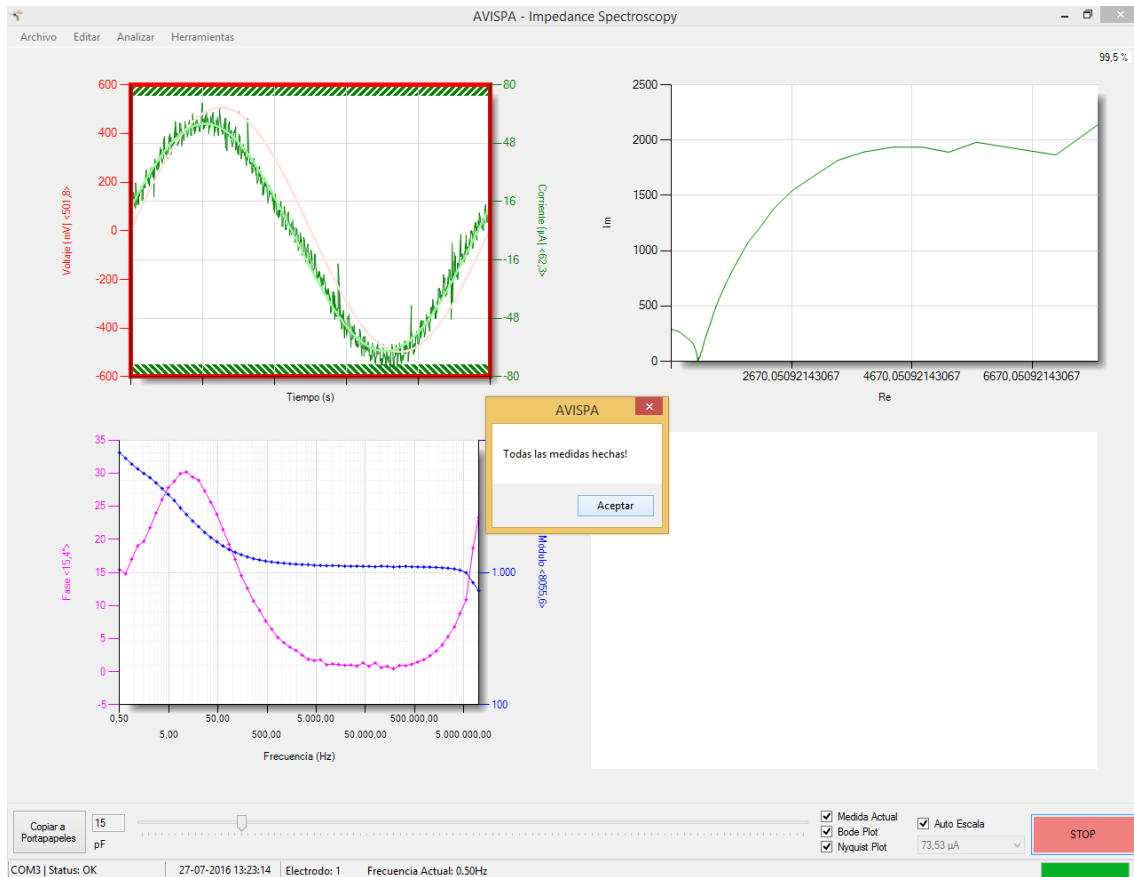 AVISPA - Impedance Spectroscopy
Archivo Editar Analizar Herramientas
99,5 %
600
400
200
0
-200
-400
-600
Voltaje [mV] <501,8>
80
48
16
-16
-48
-80
Corriente [µA] <62,3>
Tiempo (s)
2500
2000
1500
1000
500
0
Im
2670,05092143067 4670,05092143067 6670,05092143067
Re
AVISPA
Todas las medidas hechas!
Aceptar
35
30
25
20
15
10
5
0
-5
Fase <15,4°>
1.000
100
Módulo <8055,6>
0,50 50,00 5.000,00 500.000,00
5,00 500,00 50.000,00 5.000.000,00
Frecuencia (Hz)
Copiar a
Portapapeles
15
pF
Medida Actual
Bode Plot
Nyquist Plot
Auto Escala
73,53 µA
STOP
COM3 | Status: OK 27-07-2016 13:23:14 Electrodo: 1 Frecuencia Actual: 0.50Hz